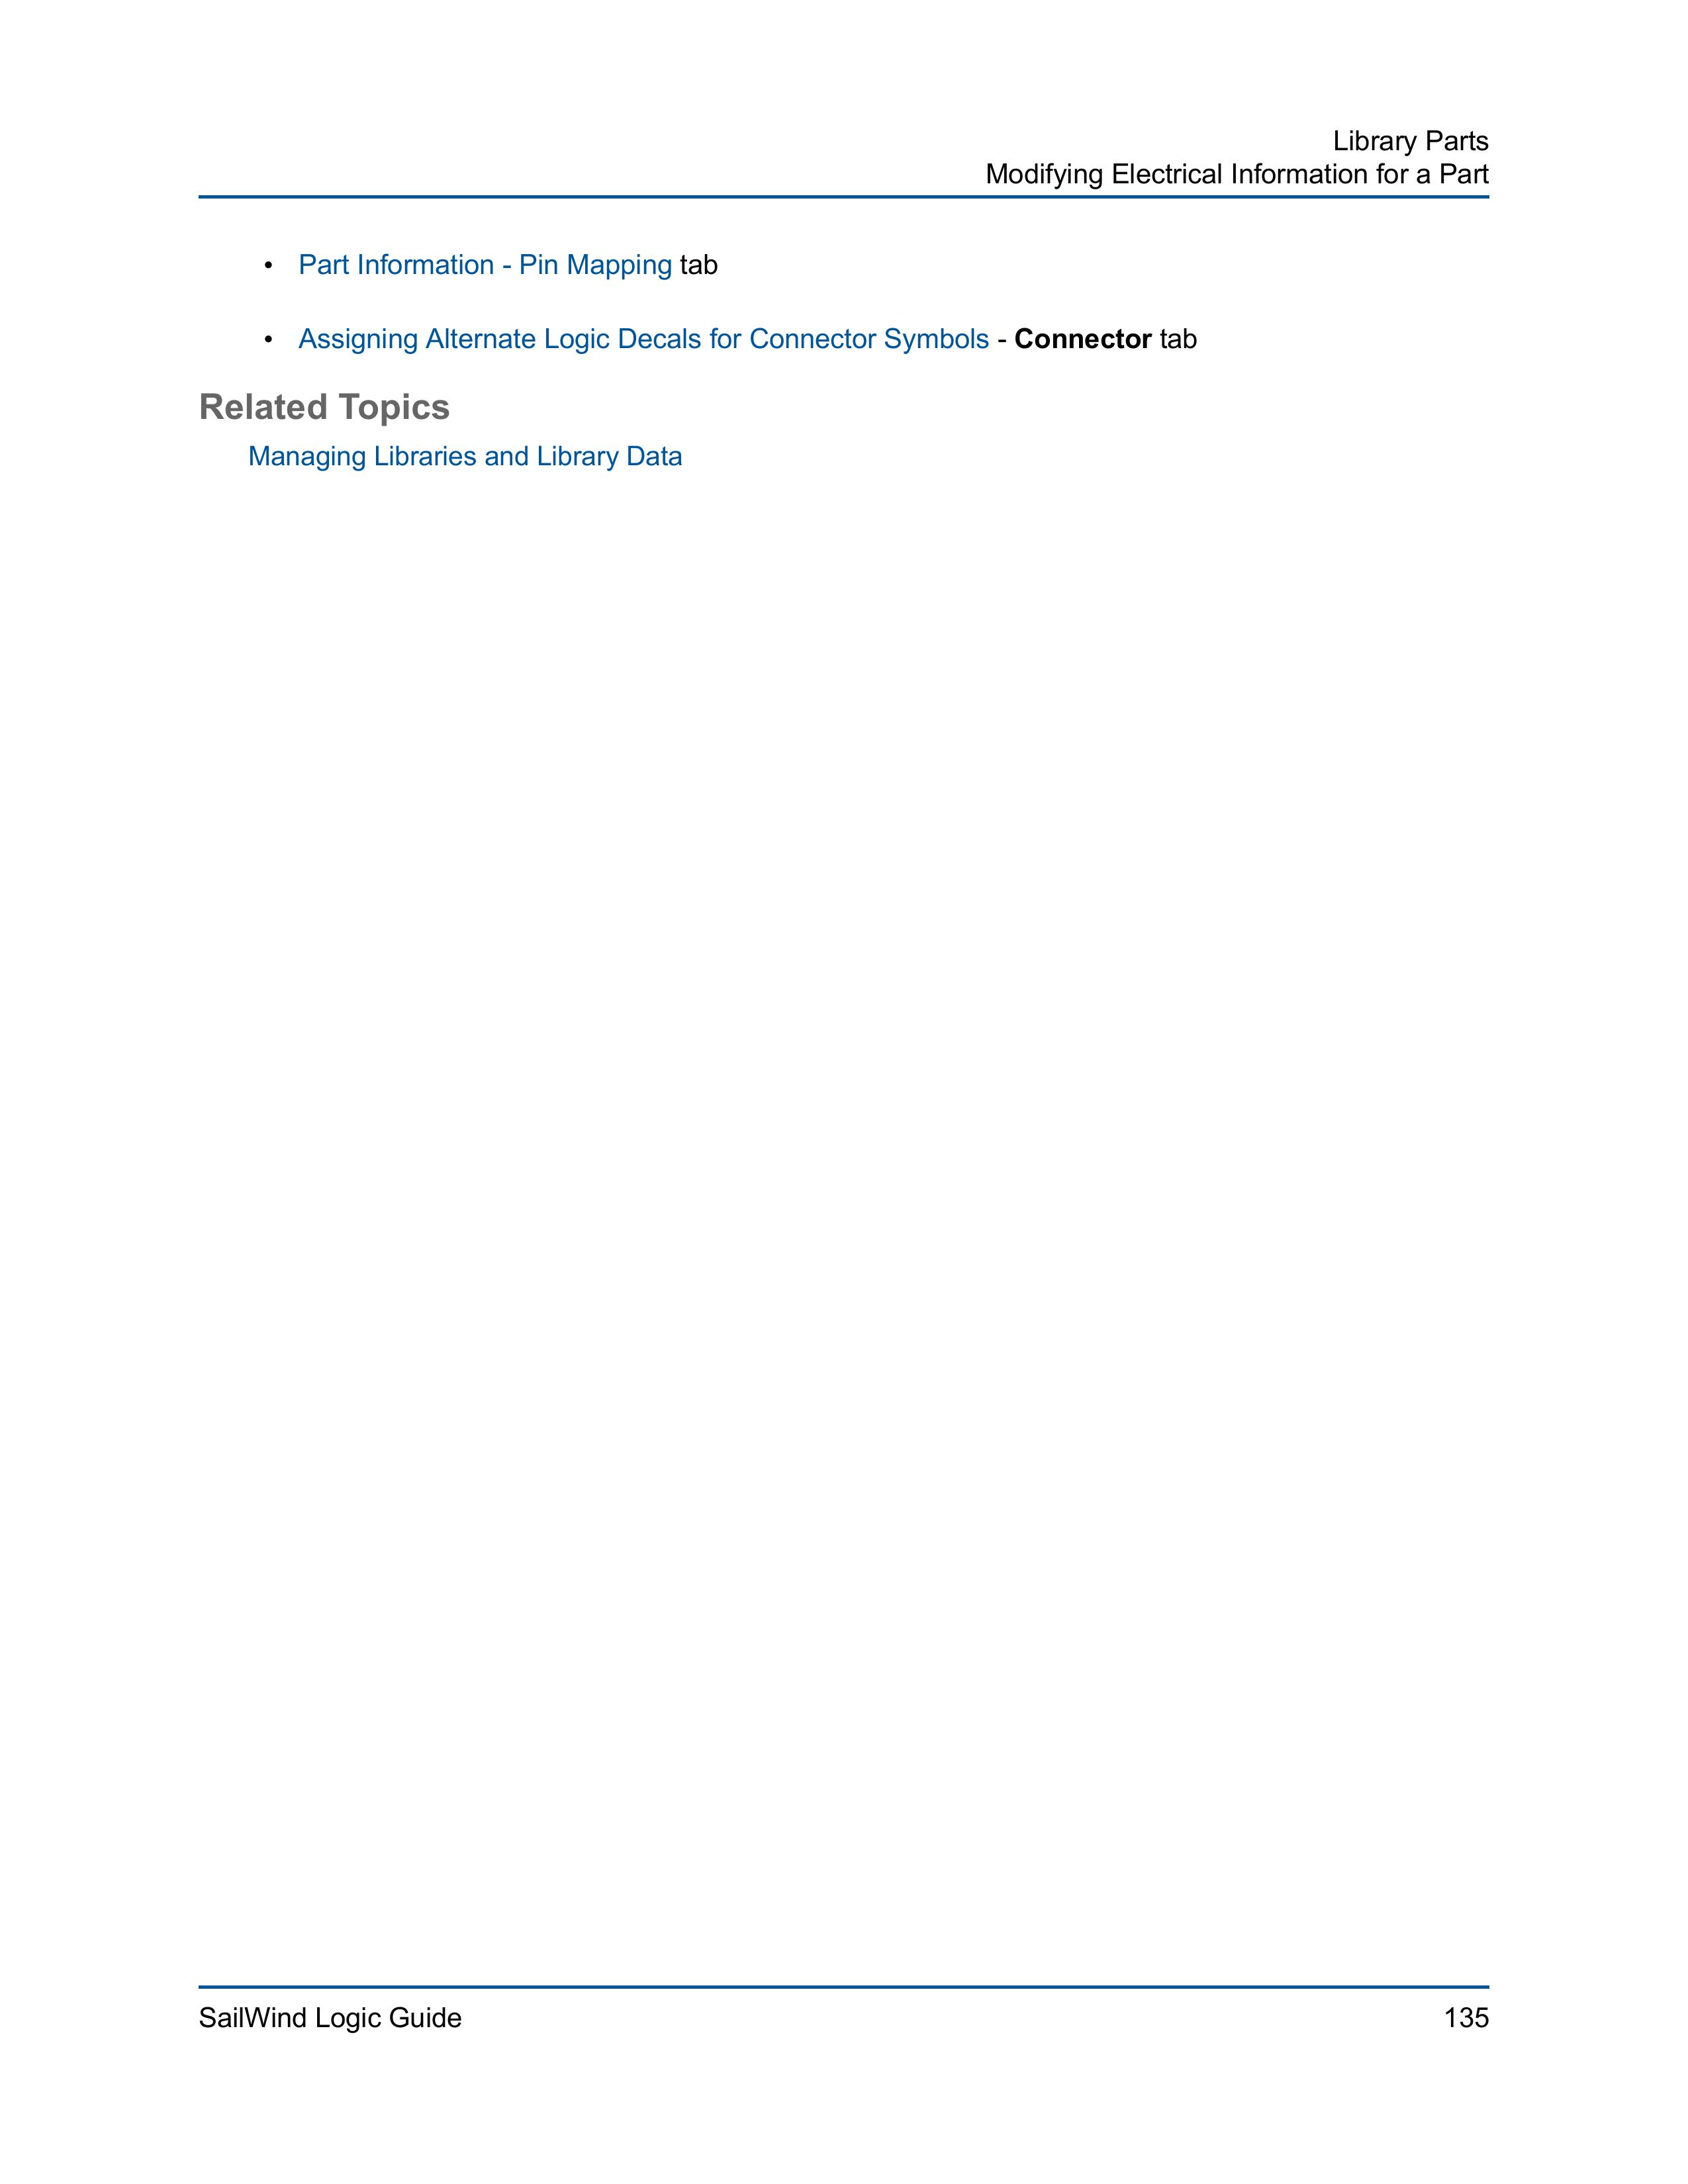 Library Parts
Modifying Electrical Information for a Part
• Part Information - Pin Mapping tab
• Assigning Alternate Logic Decals for Connector Symbols - Connector tab
Related Topics
Managing Libraries and Library Data
SailWind Logic Guide 135